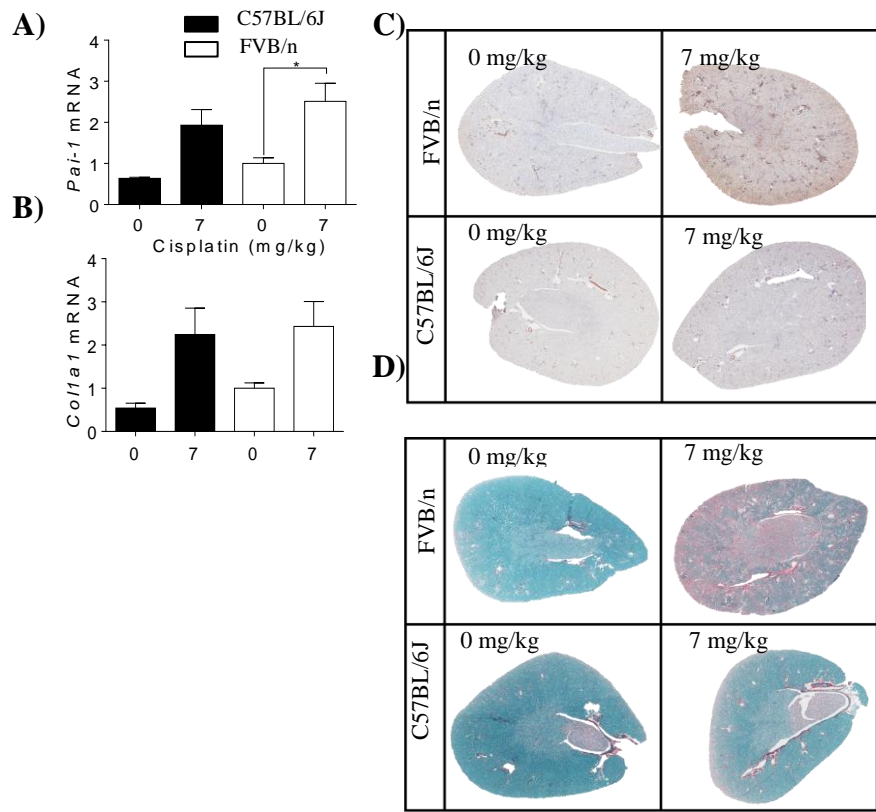 A)
C57BL/6J
FVB/n
*
Pai-1 mRNA
4
3
2
1
0
0 7 0 7
Cisplatin (mg/kg)
B)
Col1a1 mRNA
4
3
2
1
0
0 7 0 7
C)
FVB/n
0 mg/kg
7 mg/kg
C57BL/6J
0 mg/kg
7 mg/kg
D)
FVB/n
0 mg/kg
7 mg/kg
C57BL/6J
0 mg/kg
7 mg/kg